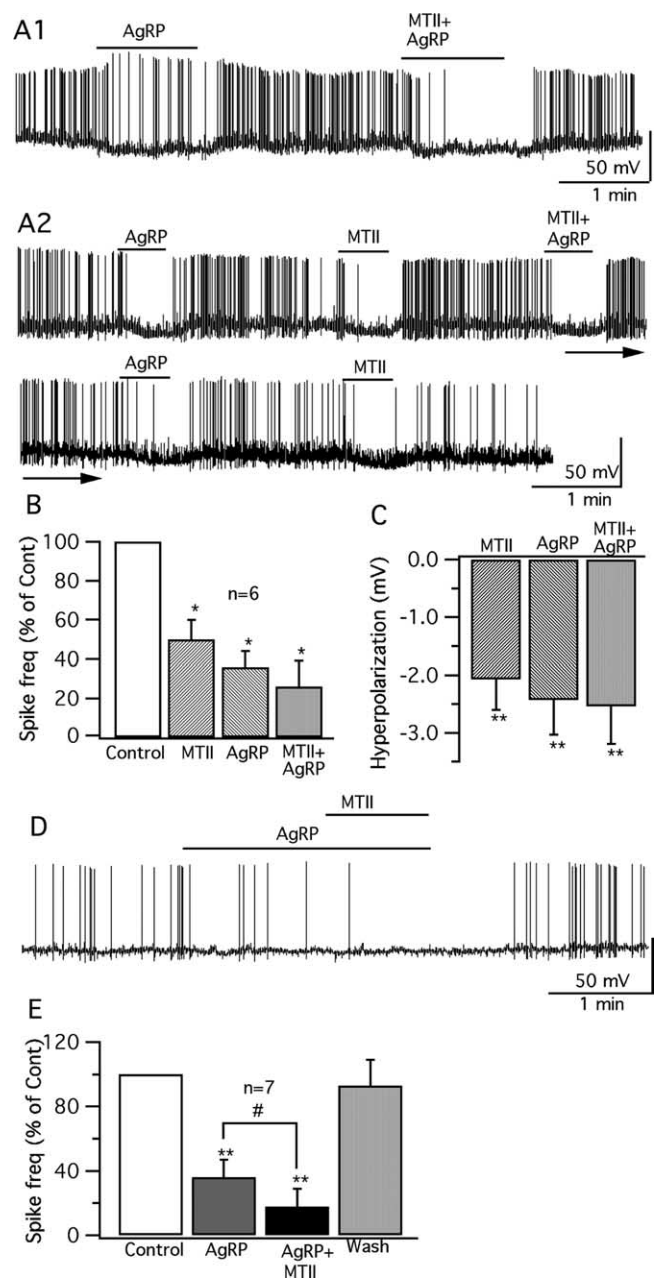 A1
AgRP
MTII+
AgRP
50 mV
1 min
A2
AgRP
MTII
MTII+
AgRP
AgRP
MTII
50 mV
1 min
B
Spike freq (% of Cont)
100
80
60
40
20
0
n=6
*
*
*
Control
MTII
AgRP
MTII+
AgRP
C
Hyperpolarization (mV)
MTII
AgRP
MTII+
AgRP
0.0
-1.0
-2.0
-3.0
**
**
**
D
MTII
AgRP
50 mV
1 min
E
Spike freq (% of Cont)
120
80
40
0
n=7
#
**
**
Control
AgRP
AgRP+
MTII
Wash